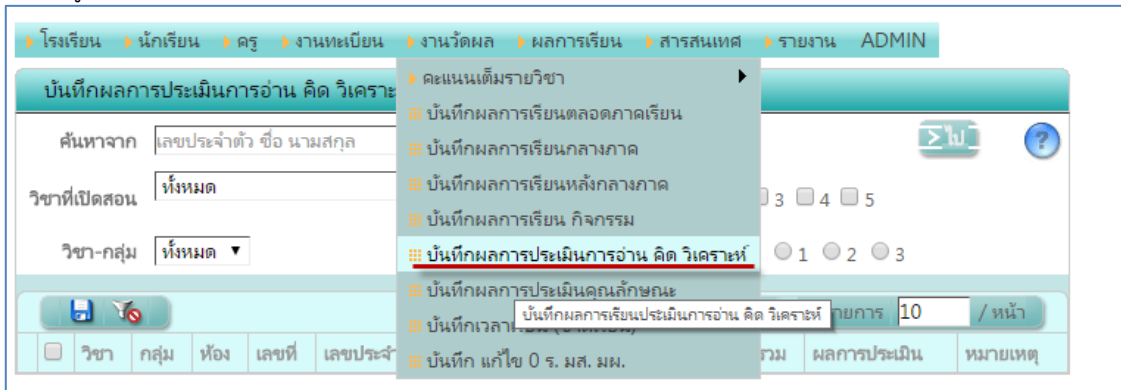 โรงเรียน นักเรียน ครู งานทะเบียน งานวัดผล ผลการเรียน สารสนเทศ รายงาน ADMIN
บันทึกผลการประเมินการอ่าน คิด วิเคราะ
คะแนนเต็มรายวิชา
บันทึกผลการเรียนตลอดภาคเรียน
ค้นหาจาก เลขประจำตัว ชื่อ นามสกุล
บันทึกผลการเรียนกลางภาค
ไป ?
วิชาที่เปิดสอน ทั้งหมด
บันทึกผลการเรียนหลังกลางภาค
3 4 5
บันทึกผลการเรียน กิจกรรม
วิชา-กลุ่ม ทั้งหมด
บันทึกผลการประเมินการอ่าน คิด วิเคราะห์
1 2 3
บันทึกผลการประเมินคุณลักษณะ
บันทึกผลการเรียนประเมินการอ่าน คิด วิเคราะห์
10 / หน้า
บันทึก แก้ไข 0 ร. มส. มผ.
วิชา กลุ่ม ห้อง เลขที่ เลขประจำ
ผลการประเมิน หมายเหตุ